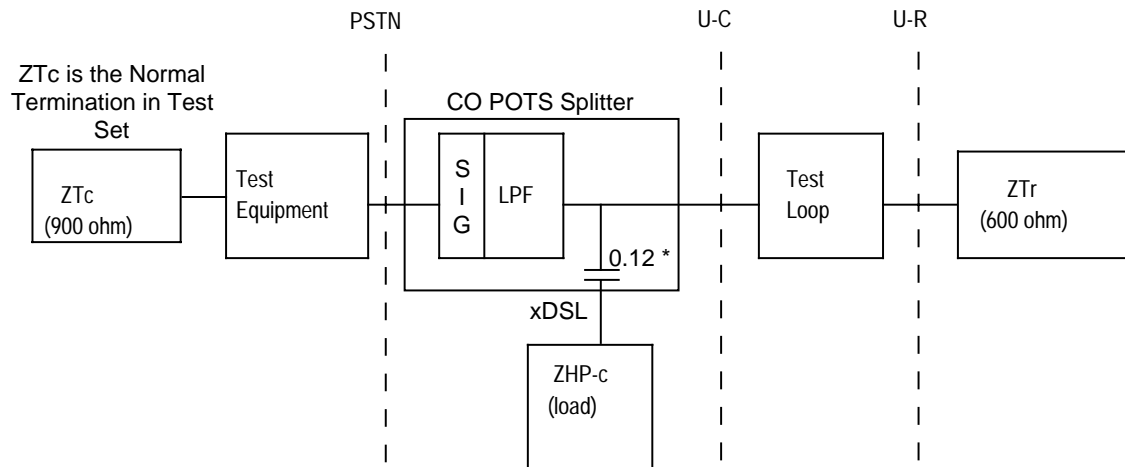 PSTN
U-C
U-R
ZTc is the Normal
Termination in Test
Set
CO POTS Splitter
ZTc
(900 ohm)
Test
Equipment
S
I
G
LPF
Test
Loop
ZTr
(600 ohm)
0.12 *
xDSL
ZHP-c
(load)